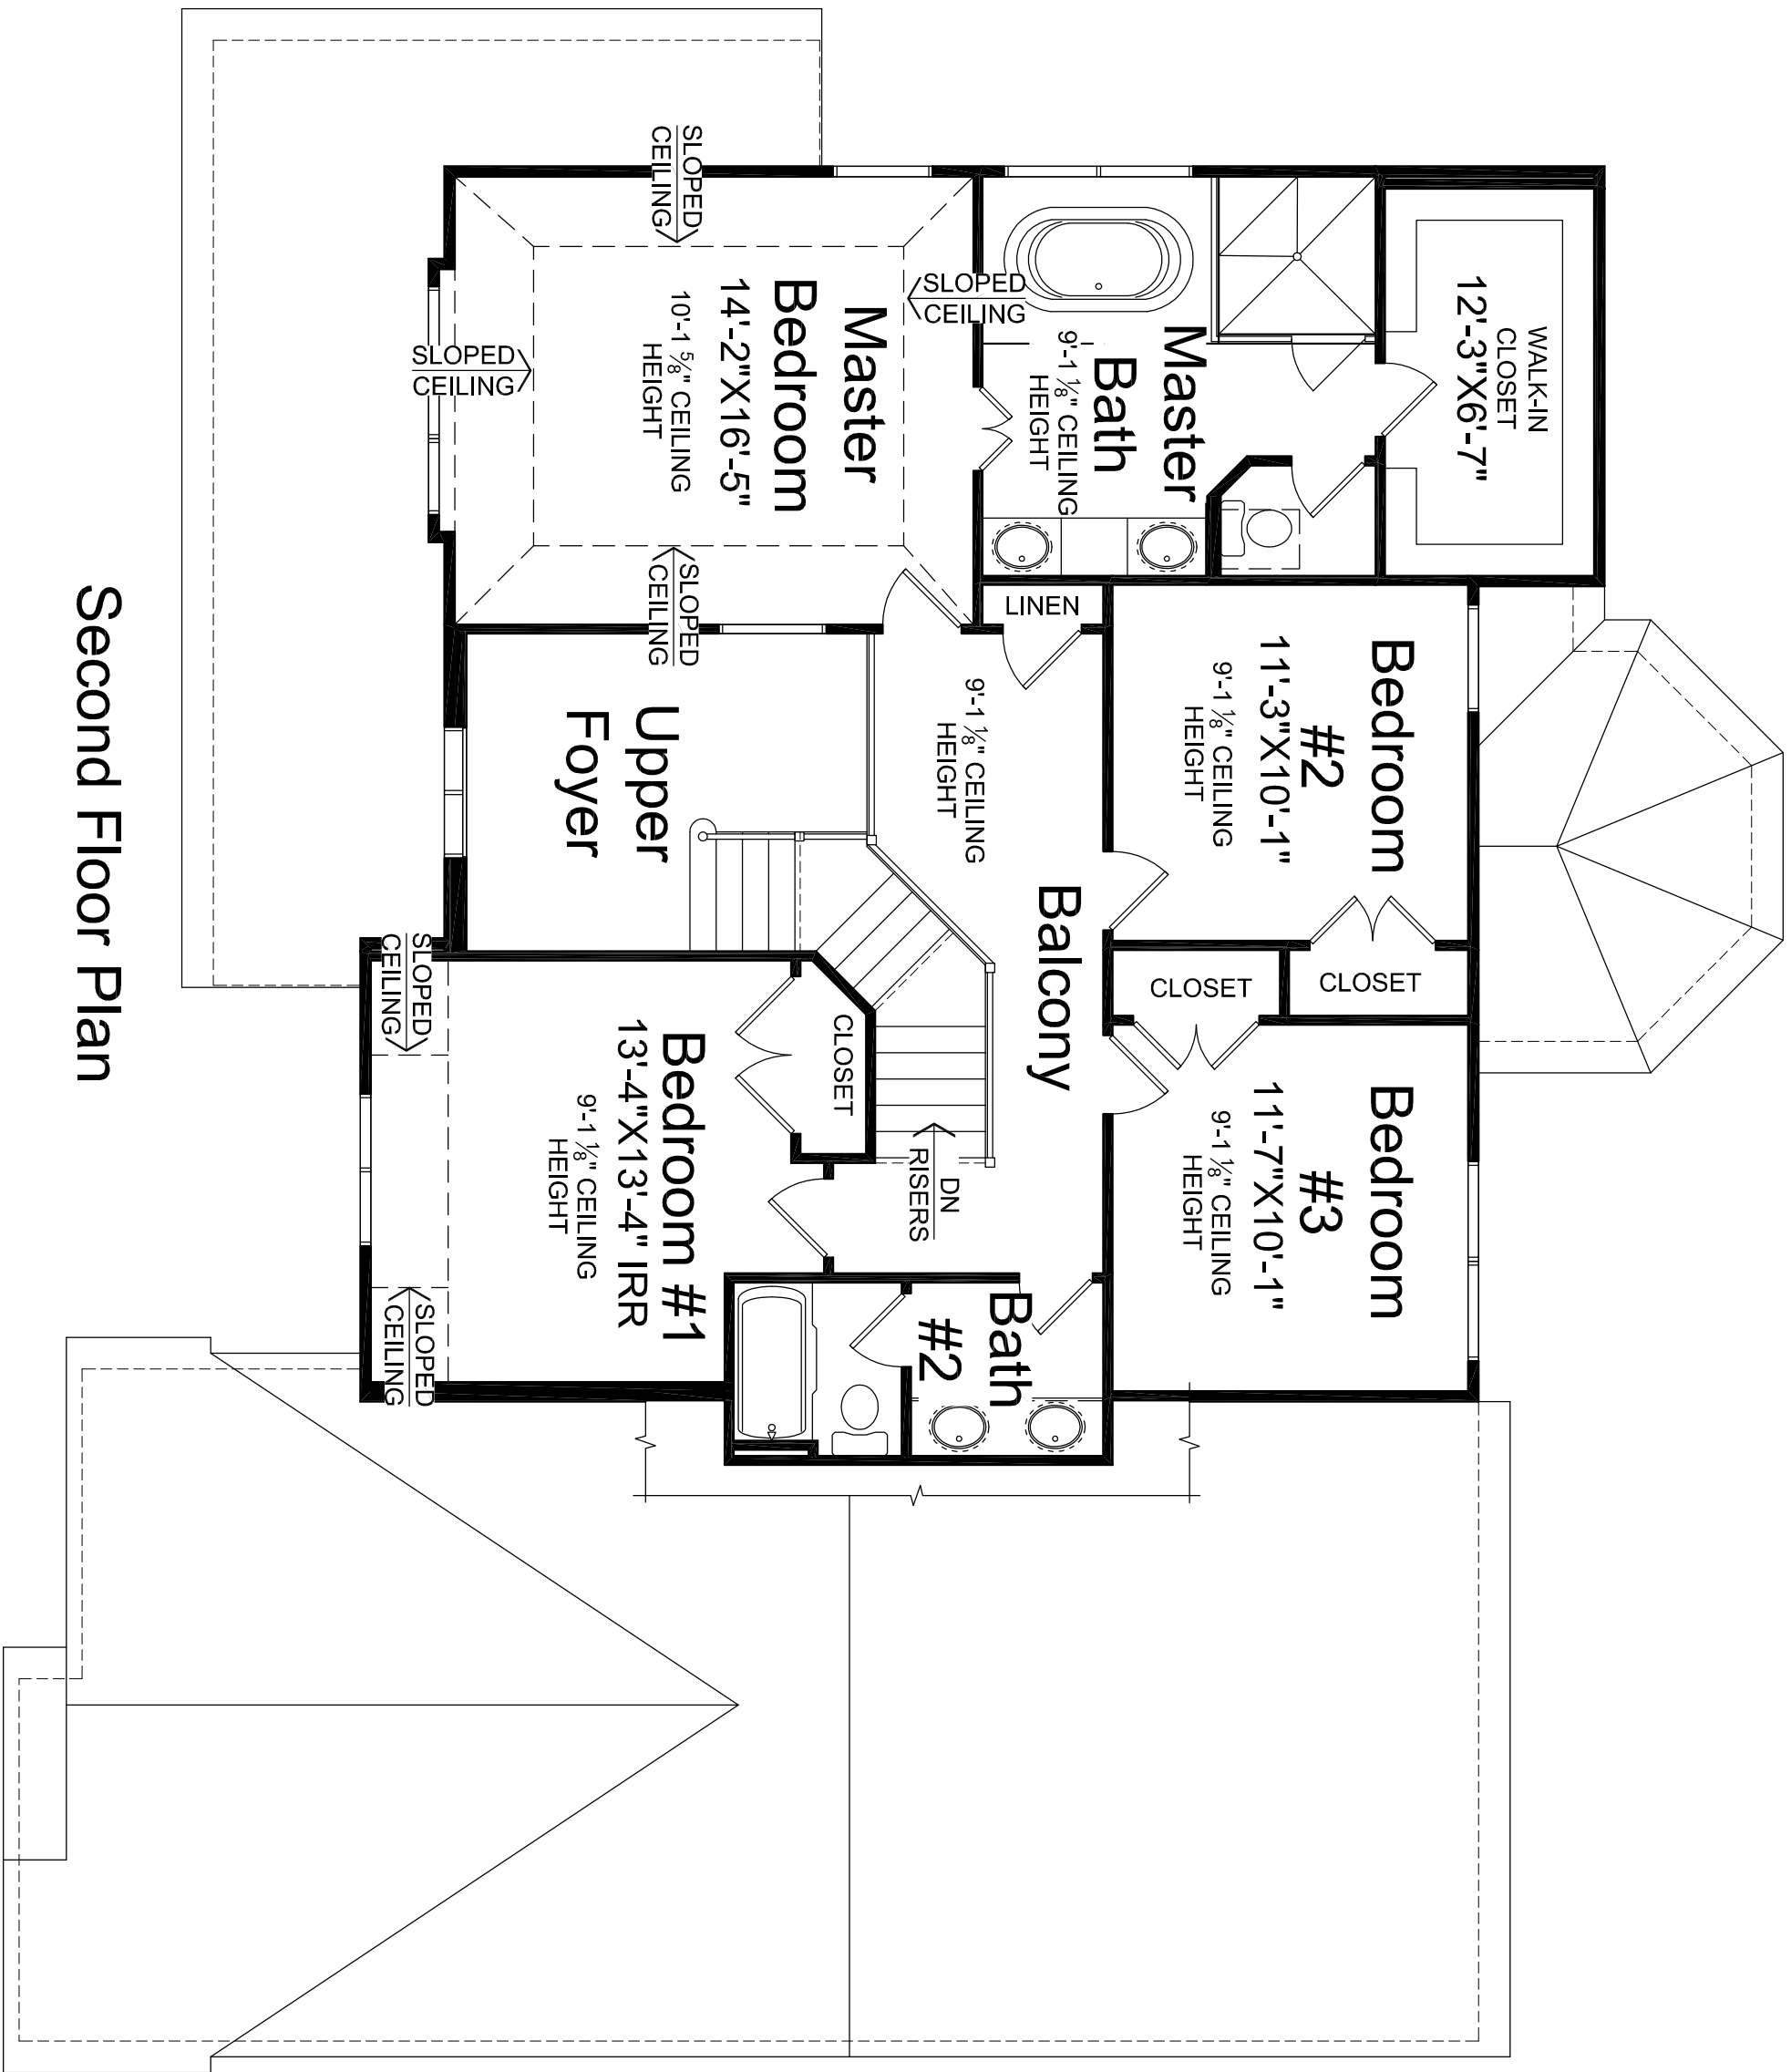 WALK-IN
CLOSET
12'-3"X6'-7"
Master
Bath
9'-1 ⅛" CEILING
HEIGHT
SLOPED
CEILING
Master
Bedroom
14'-2"X16'-5"
10'-1 ⅝" CEILING
HEIGHT
SLOPED
CEILING
SLOPED
CEILING
SLOPED
CEILING
LINEN
Bedroom
#2
11'-3"X10'-1"
9'-1 ⅛" CEILING
HEIGHT
CLOSET
CLOSET
Bedroom
#3
11'-7"X10'-1"
9'-1 ⅛" CEILING
HEIGHT
Balcony
9'-1 ⅛" CEILING
HEIGHT
Upper
Foyer
DN
RISERS
CLOSET
Bath
#2
Bedroom #1
13'-4"X13'-4" IRR
9'-1 ⅛" CEILING
HEIGHT
SLOPED
CEILING
SLOPED
CEILING
Second Floor Plan